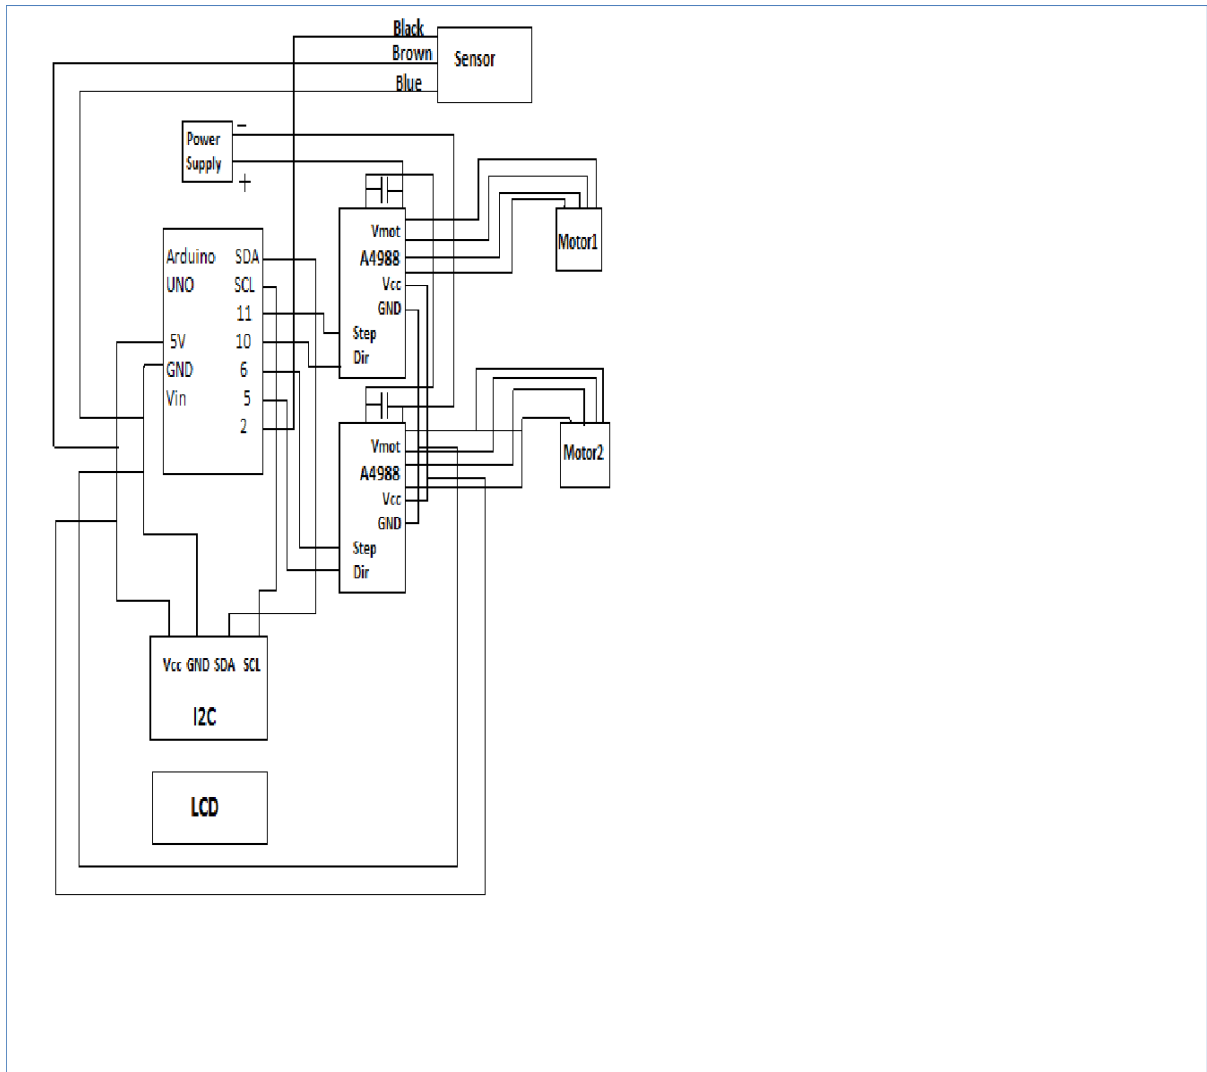 Black
Brown
Sensor
Blue
−
Power
Supply
+
Vmot
A4988
Vcc
GND
Step
Dir
Motor1
Arduino SDA
UNO SCL
11
5V 10
GND 6
Vin 5
2
Vmot
A4988
Vcc
GND
Step
Dir
Motor2
Vcc GND SDA SCL
I2C
LCD